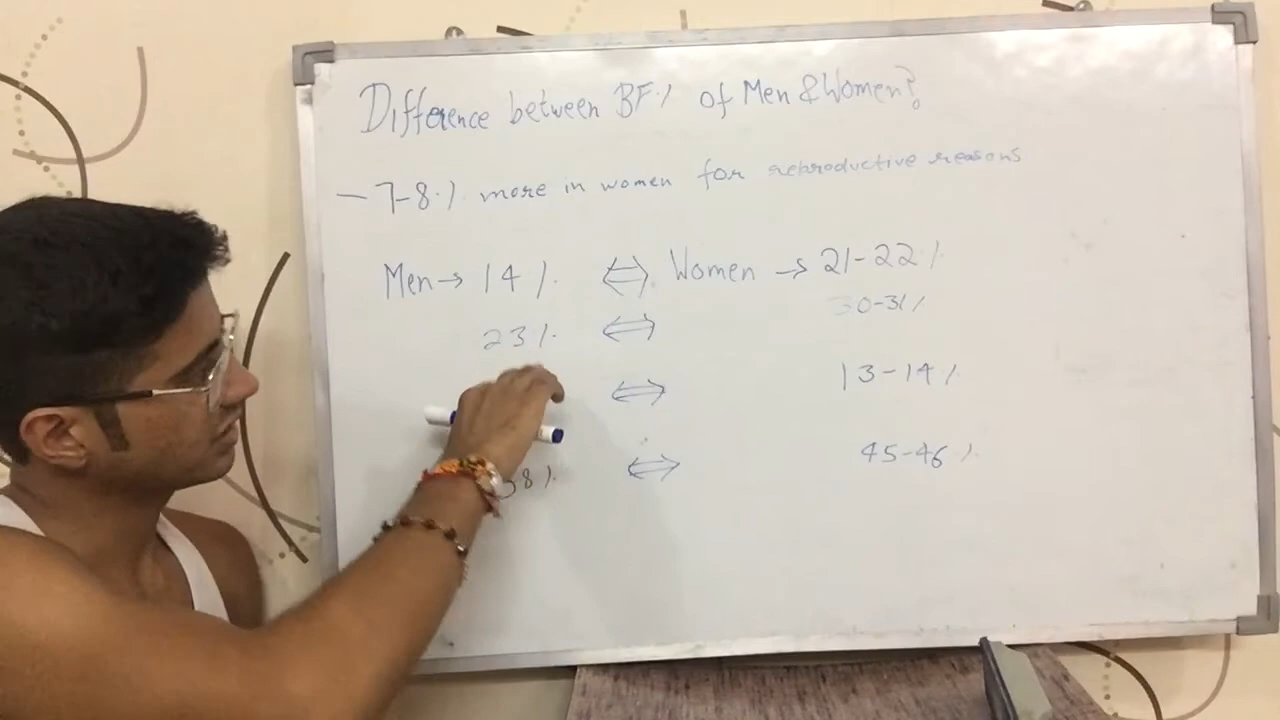 Difference between BF% of Men & Women?
— 7-8% more in women for reproductive reasons
Men → 14% ⇔ Women → 21-22%
23% ⇔ 30-31%
⇔ 13-14%
38% ⇔ 45-46%